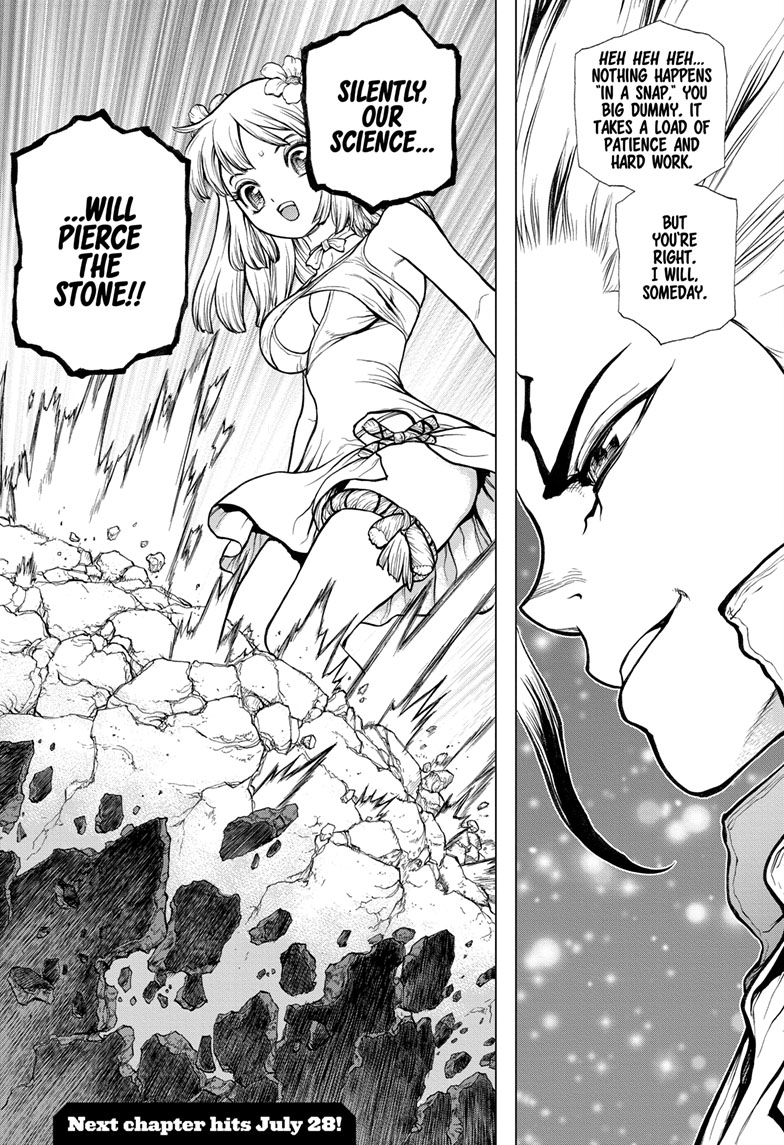 HEH HEH HEH...
NOTHING HAPPENS
"IN A SNAP," YOU
BIG DUMMY. IT
TAKES A LOAD OF
PATIENCE AND
HARD WORK.
BUT
YOU'RE
RIGHT.
I WILL,
SOMEDAY.
SILENTLY,
OUR
SCIENCE...
...WILL
PIERCE
THE
STONE!!
Next chapter hits July 28!